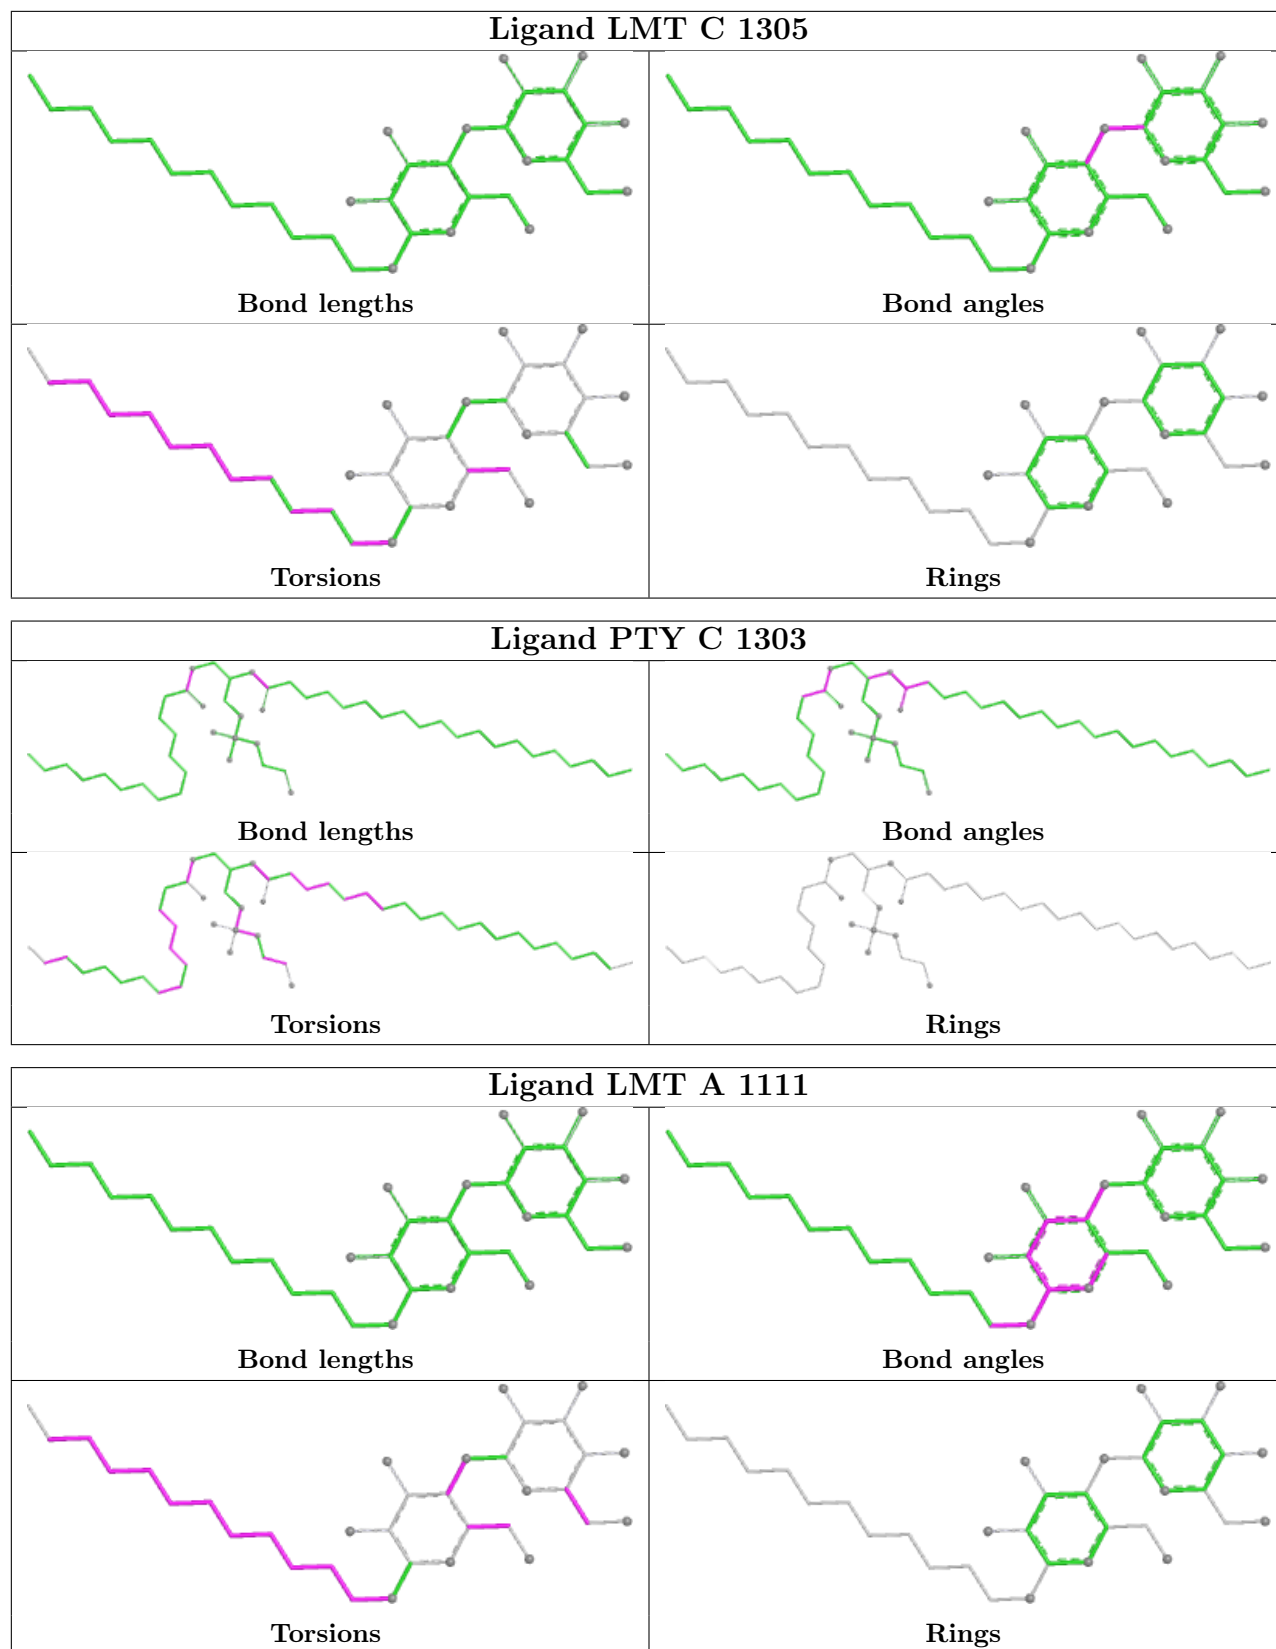 Ligand LMT C 1305
Bond lengths
Bond angles
Torsions
Rings
Ligand PTY C 1303
Bond lengths
Bond angles
Torsions
Rings
Ligand LMT A 1111
Bond lengths
Bond angles
Torsions
Rings